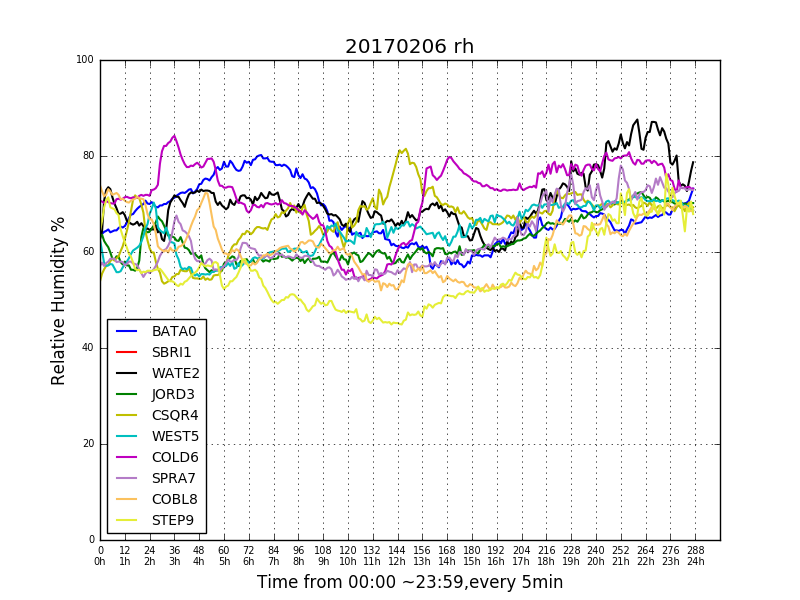 20170206 rh
100
80
60
40
20
0
Relative Humidity %
BATA0
SBRI1
WATE2
JORD3
CSQR4
WEST5
COLD6
SPRA7
COBL8
STEP9
0 12 24 36 48 60 72 84 96 108 120 132 144 156 168 180 192 204 216 228 240 252 264 276 288
0h 1h 2h 3h 4h 5h 6h 7h 8h 9h 10h 11h 12h 13h 14h 15h 16h 17h 18h 19h 20h 21h 22h 23h 24h
Time from 00:00 ~23:59,every 5min